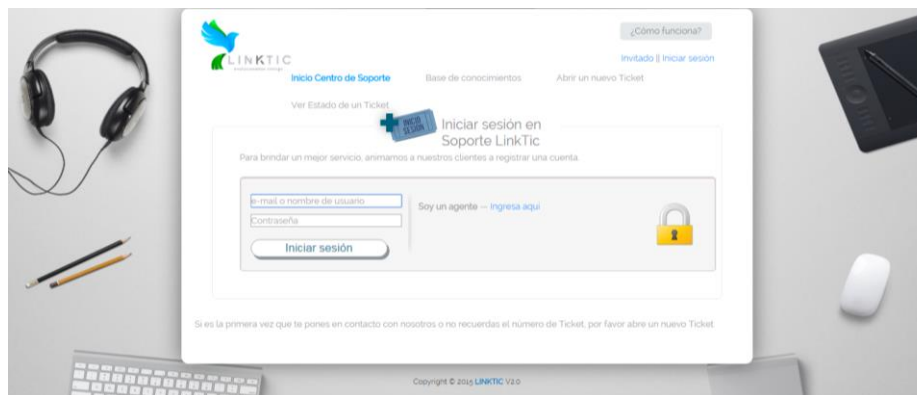 ¿Cómo funciona?
LINKTIC
Invitado || Iniciar sesión
Inicio Centro de Soporte
Base de conocimientos
Abrir un nuevo Ticket
Ver Estado de un Ticket
INICIO
SESIÓN
Iniciar sesión en
Soporte LinkTic
Para brindar un mejor servicio, animamos a nuestros clientes a registrar una cuenta.
e-mail o nombre de usuario
Soy un agente — Ingresa aquí
Contraseña
Iniciar sesión
Si es la primera vez que te pones en contacto con nosotros o no recuerdas el número de Ticket, por favor abre un nuevo Ticket
Copyright © 2015 LINKTIC V2.0